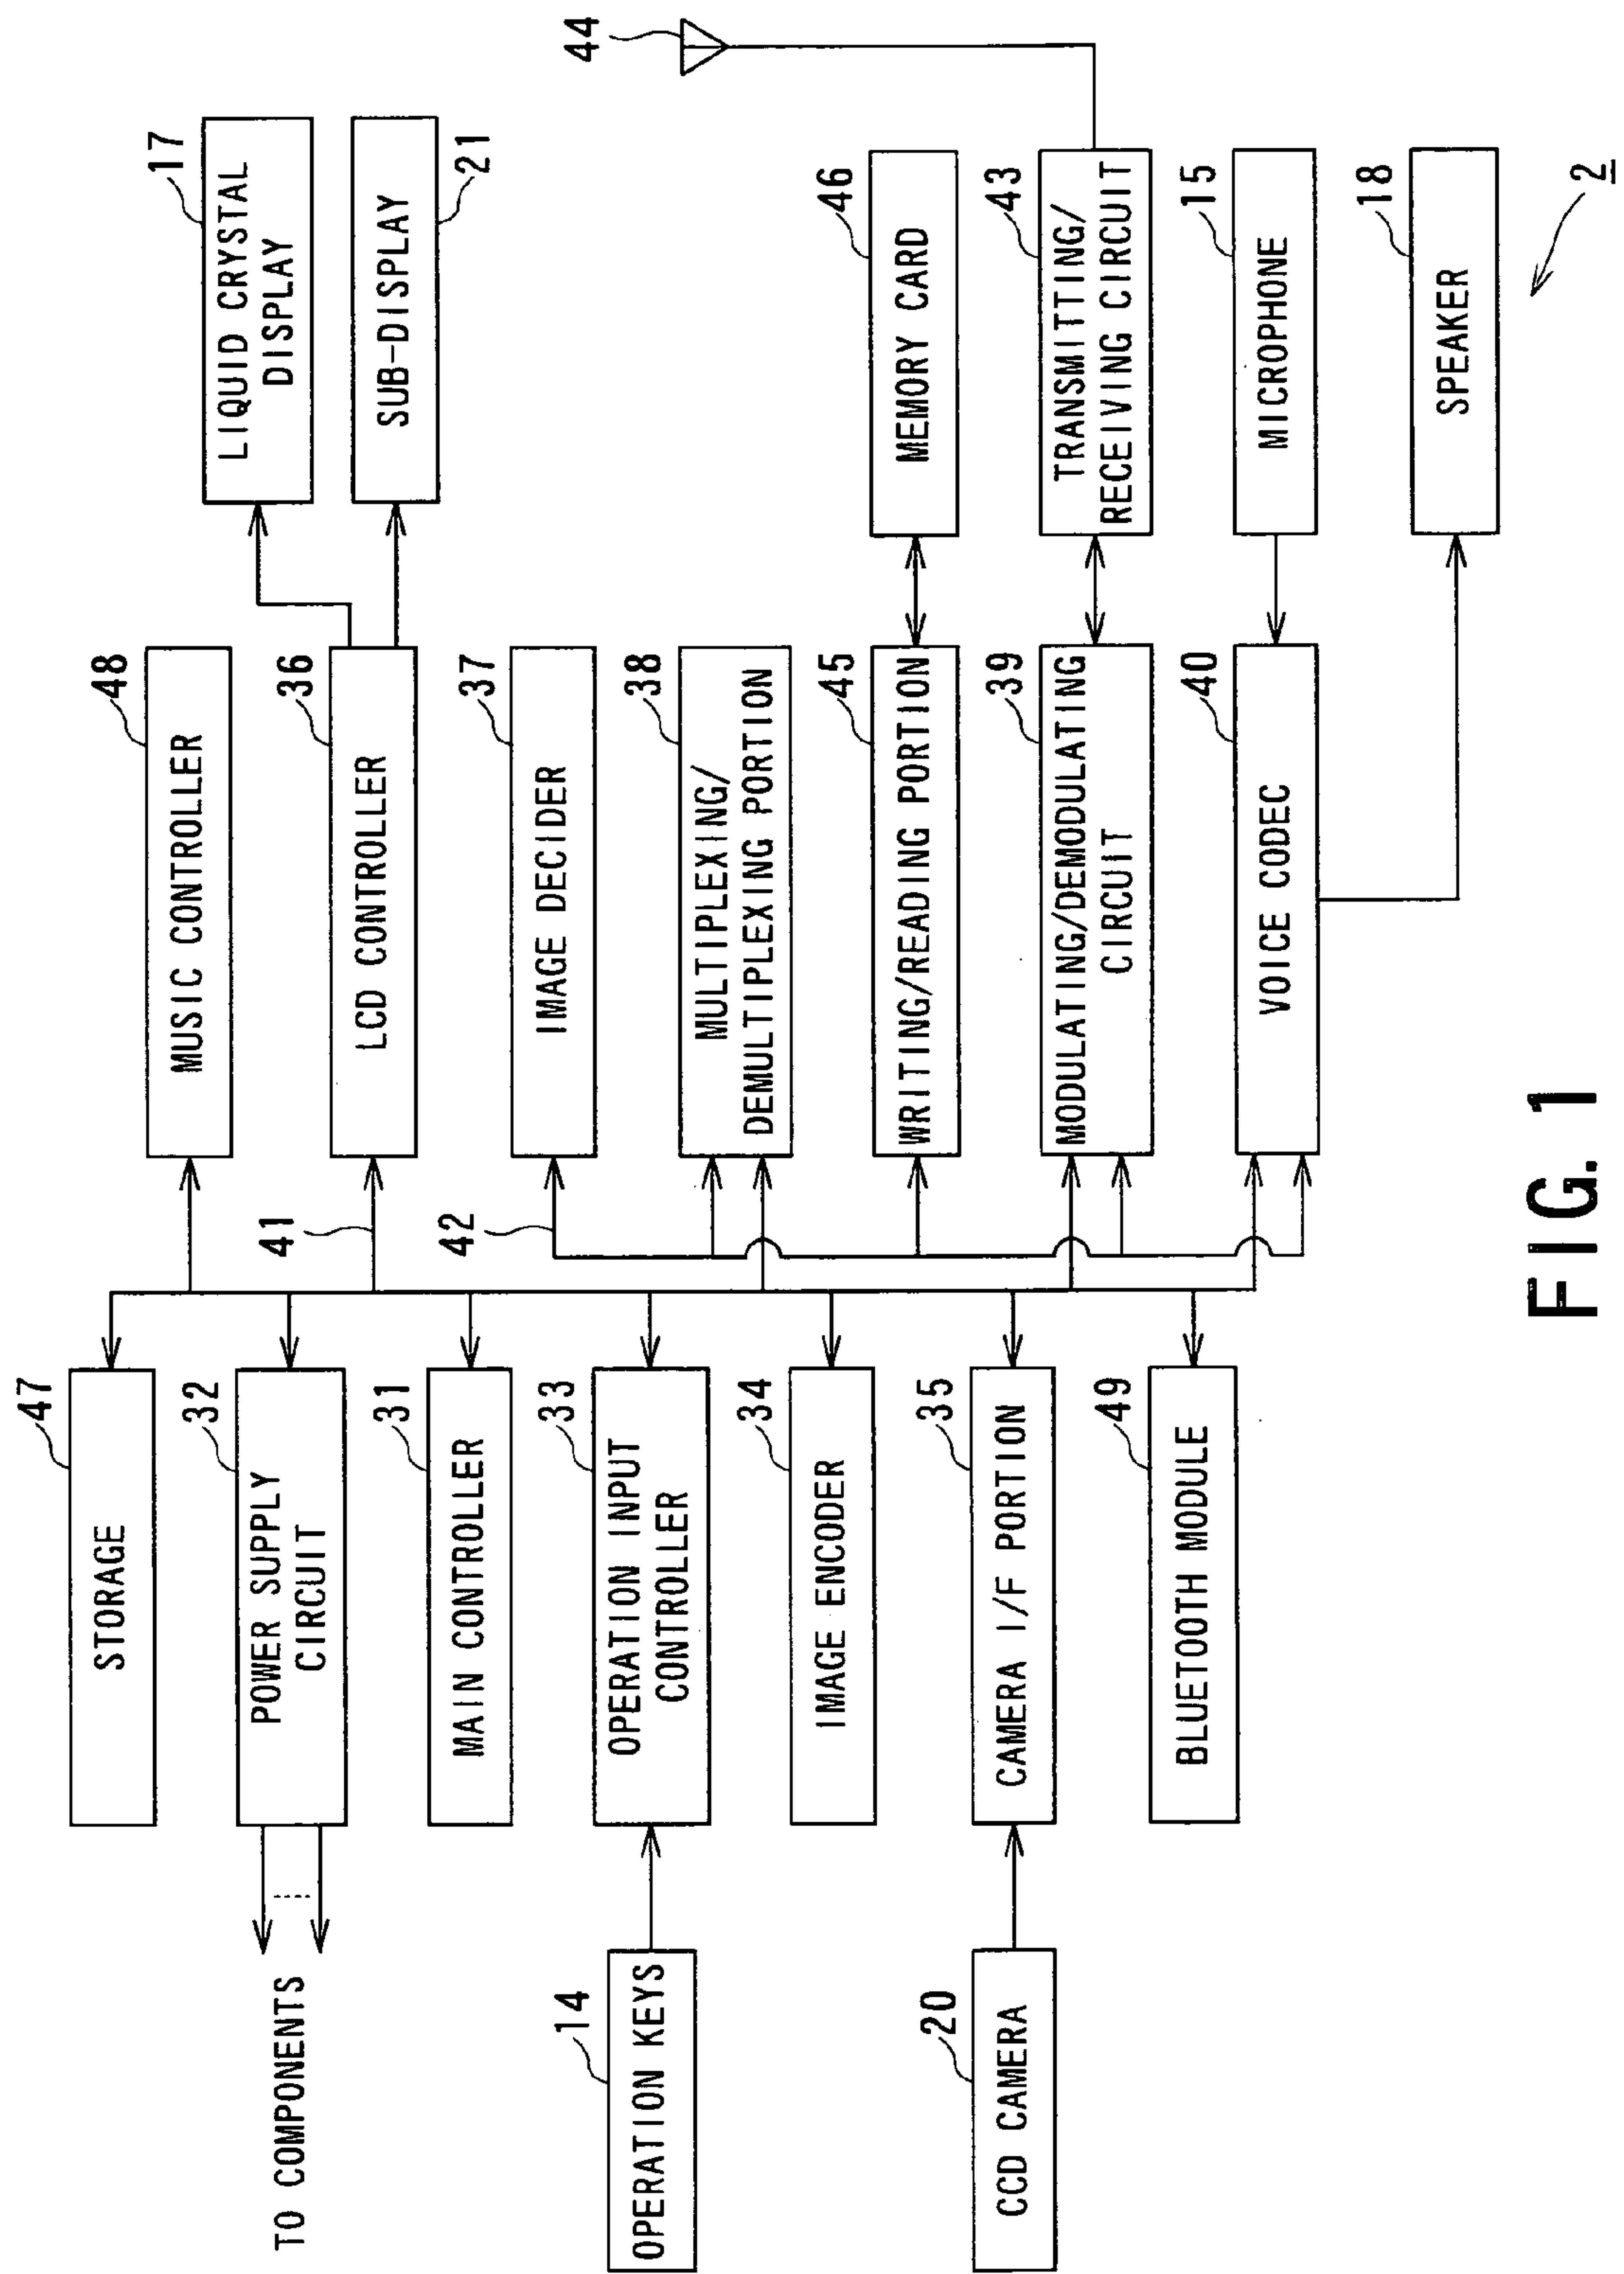 47
STORAGE
32
POWER SUPPLY
CIRCUIT
TO COMPONENTS
31
MAIN CONTROLLER
33
OPERATION INPUT
CONTROLLER
14
OPERATION KEYS
34
IMAGE ENCODER
35
CAMERA I/F PORTION
20
CCD CAMERA
49
BLUETOOTH MODULE
41
42
48
MUSIC CONTROLLER
36
LCD CONTROLLER
17
LIQUID CRYSTAL
DISPLAY
SUB-DISPLAY
21
37
IMAGE DECIDER
38
MULTIPLEXING/
DEMULTIPLEXING PORTION
45
WRITING/READING PORTION
46
MEMORY CARD
44
39
MODULATING/DEMODULATING
CIRCUIT
43
TRANSMITTING/
RECEIVING CIRCUIT
40
VOICE CODEC
15
MICROPHONE
18
SPEAKER
2
FIG. 1